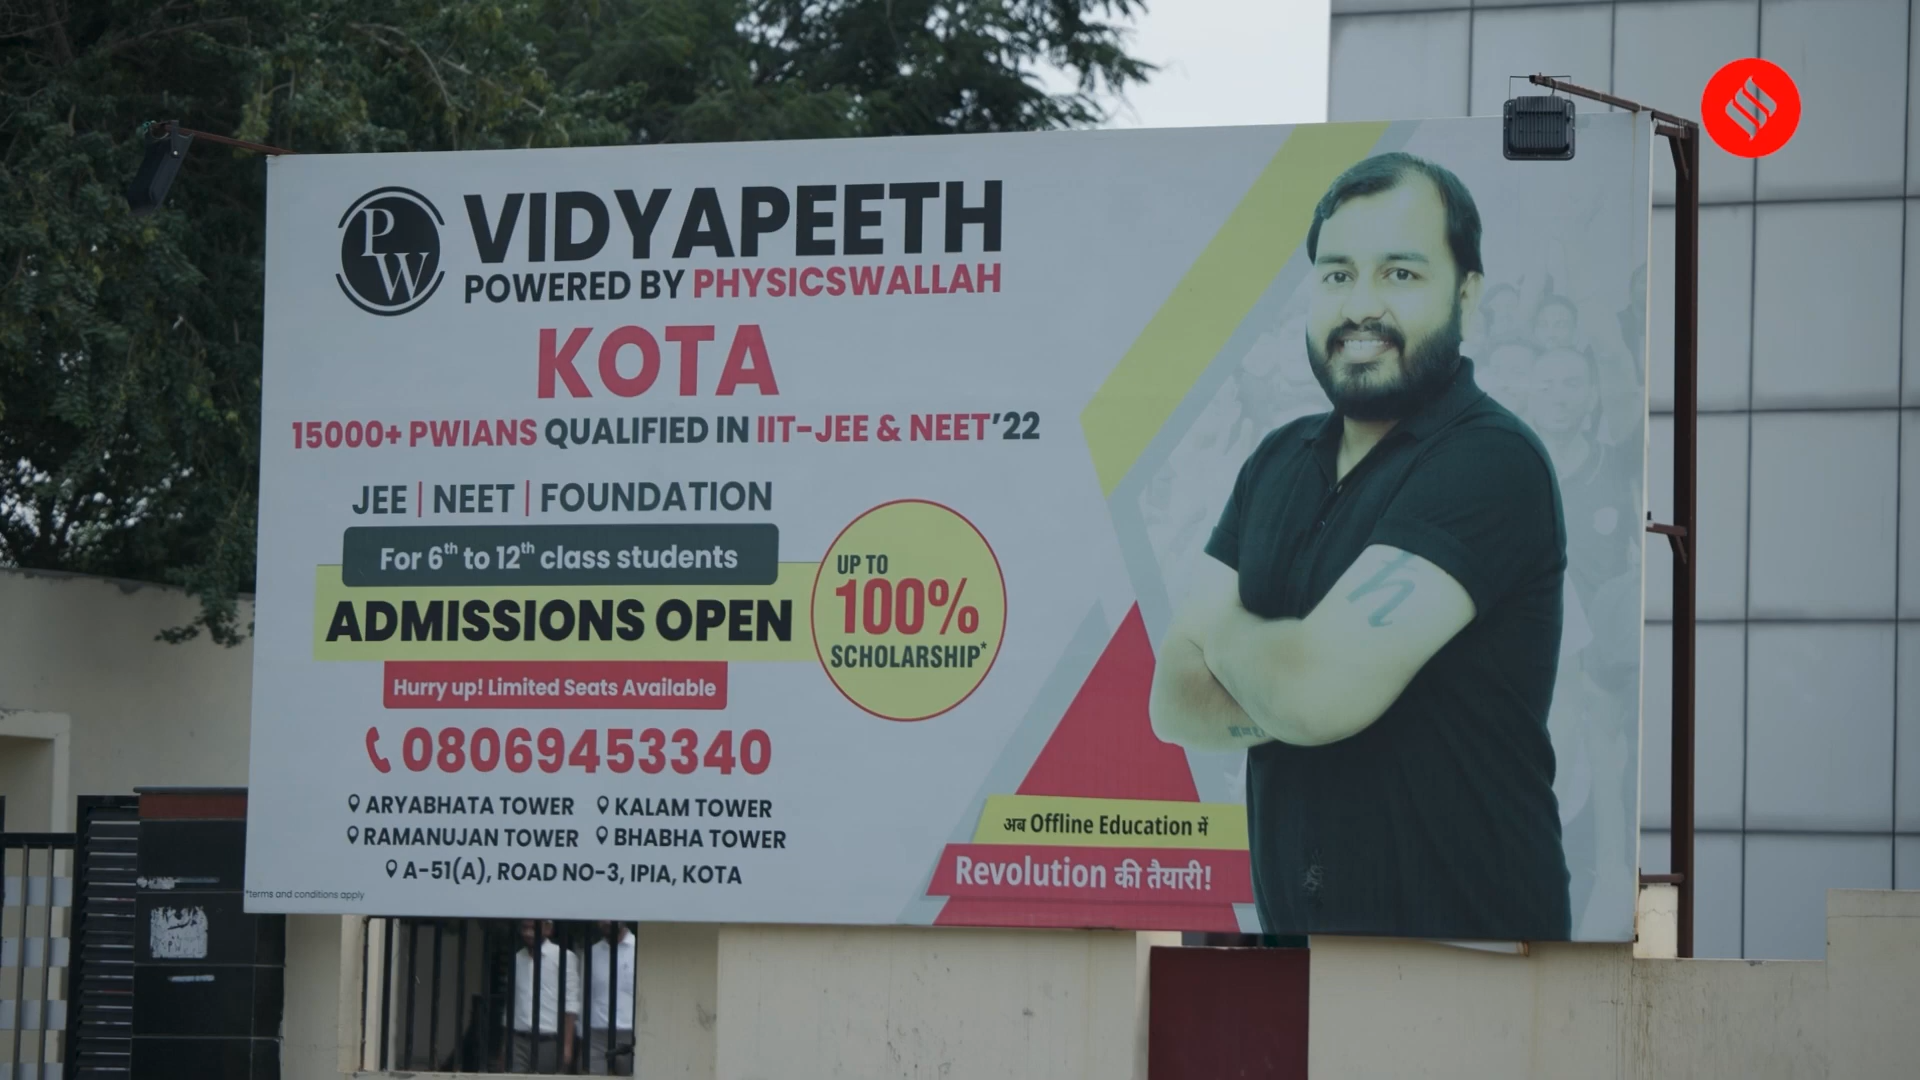 PW
VIDYAPEETH
POWERED BY PHYSICSWALLAH
KOTA
15000+ PWIANS QUALIFIED IN IIT-JEE & NEET'22
JEE | NEET | FOUNDATION
For 6th to 12th class students
ADMISSIONS OPEN
Hurry up! Limited Seats Available
UP TO
100%
SCHOLARSHIP*
08069453340
ARYABHATA TOWER KALAM TOWER
RAMANUJAN TOWER BHABHA TOWER
A-51(A), ROAD NO-3, IPIA, KOTA
*terms and conditions apply
अब Offline Education में
Revolution की तैयारी!